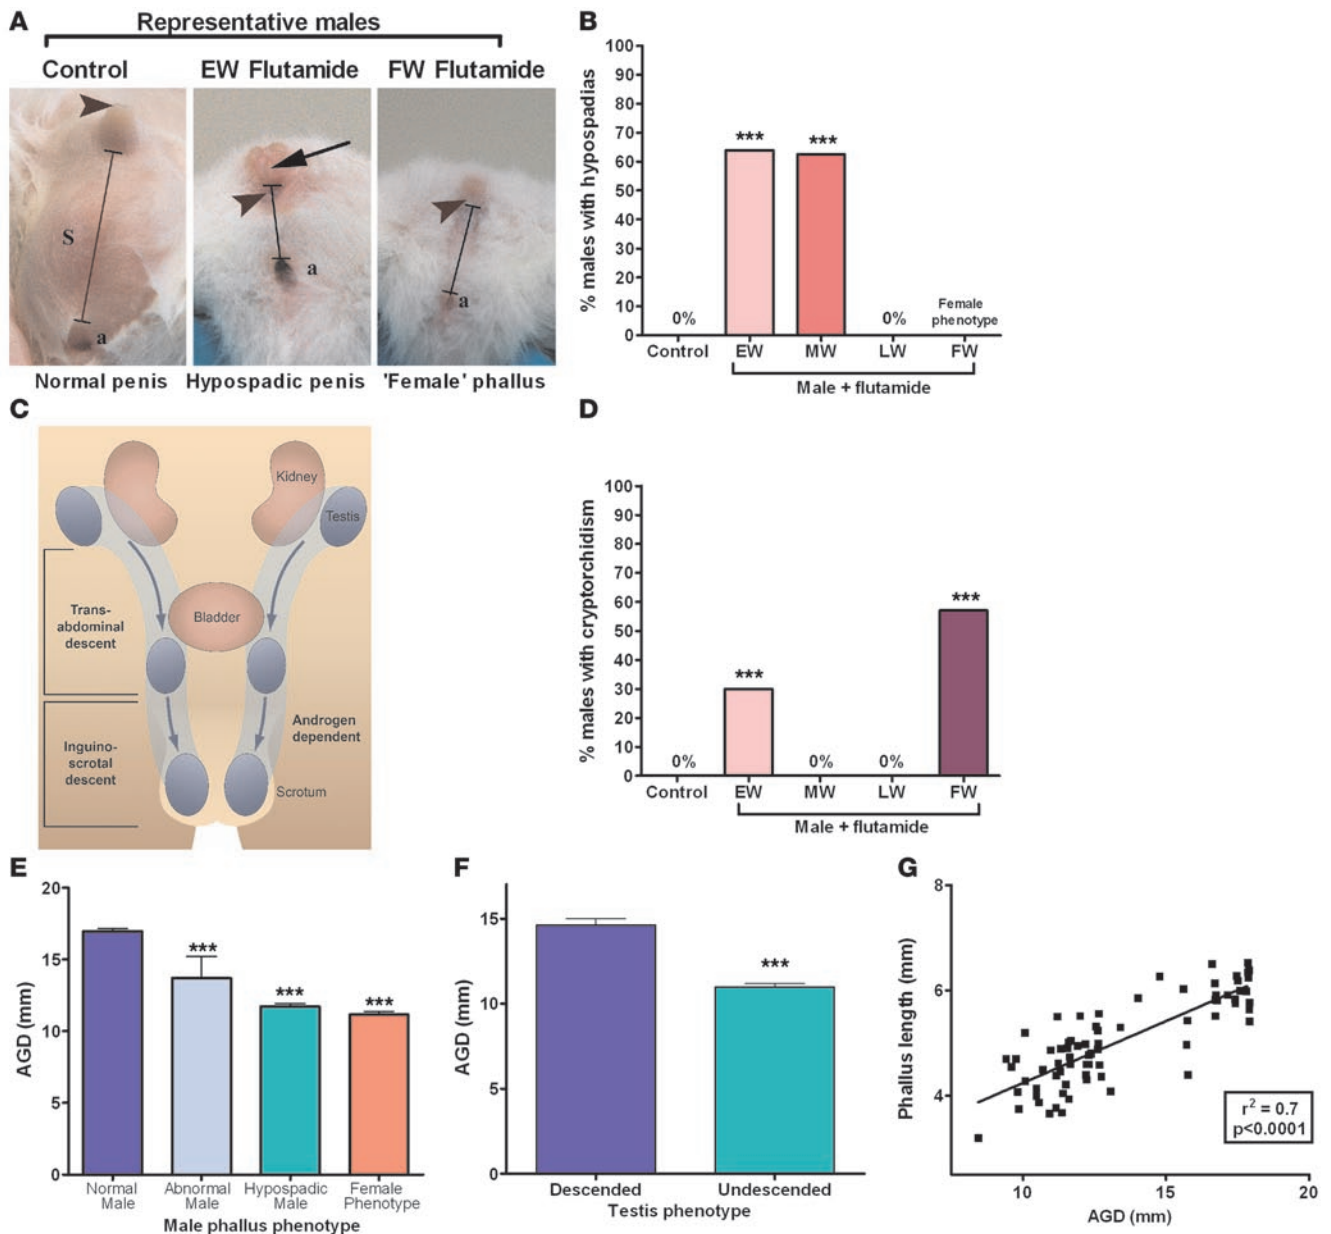 A
Representative males
Control
EW Flutamide
FW Flutamide
S
a
a
a
Normal penis
Hypospadic penis
'Female' phallus
B
% males with hypospadias
100
90
80
70
60
50
40
30
20
10
0
0%
***
***
0%
Female
phenotype
Control
EW
MW
LW
FW
Male + flutamide
C
Kidney
Testis
Bladder
Trans-
abdominal
descent
Inguino-
scrotal
descent
Androgen
dependent
Scrotum
D
% males with cryptorchidism
100
90
80
70
60
50
40
30
20
10
0
0%
***
0%
0%
***
Control
EW
MW
LW
FW
Male + flutamide
E
AGD (mm)
20
15
10
5
0
***
***
***
Normal
Male
Abnormal
Male
Hypospadic
Male
Female
Phenotype
Male phallus phenotype
F
AGD (mm)
15
10
5
0
***
Descended
Undescended
Testis phenotype
G
Phallus length (mm)
8
6
4
r² = 0.7
p<0.0001
10
15
20
AGD (mm)